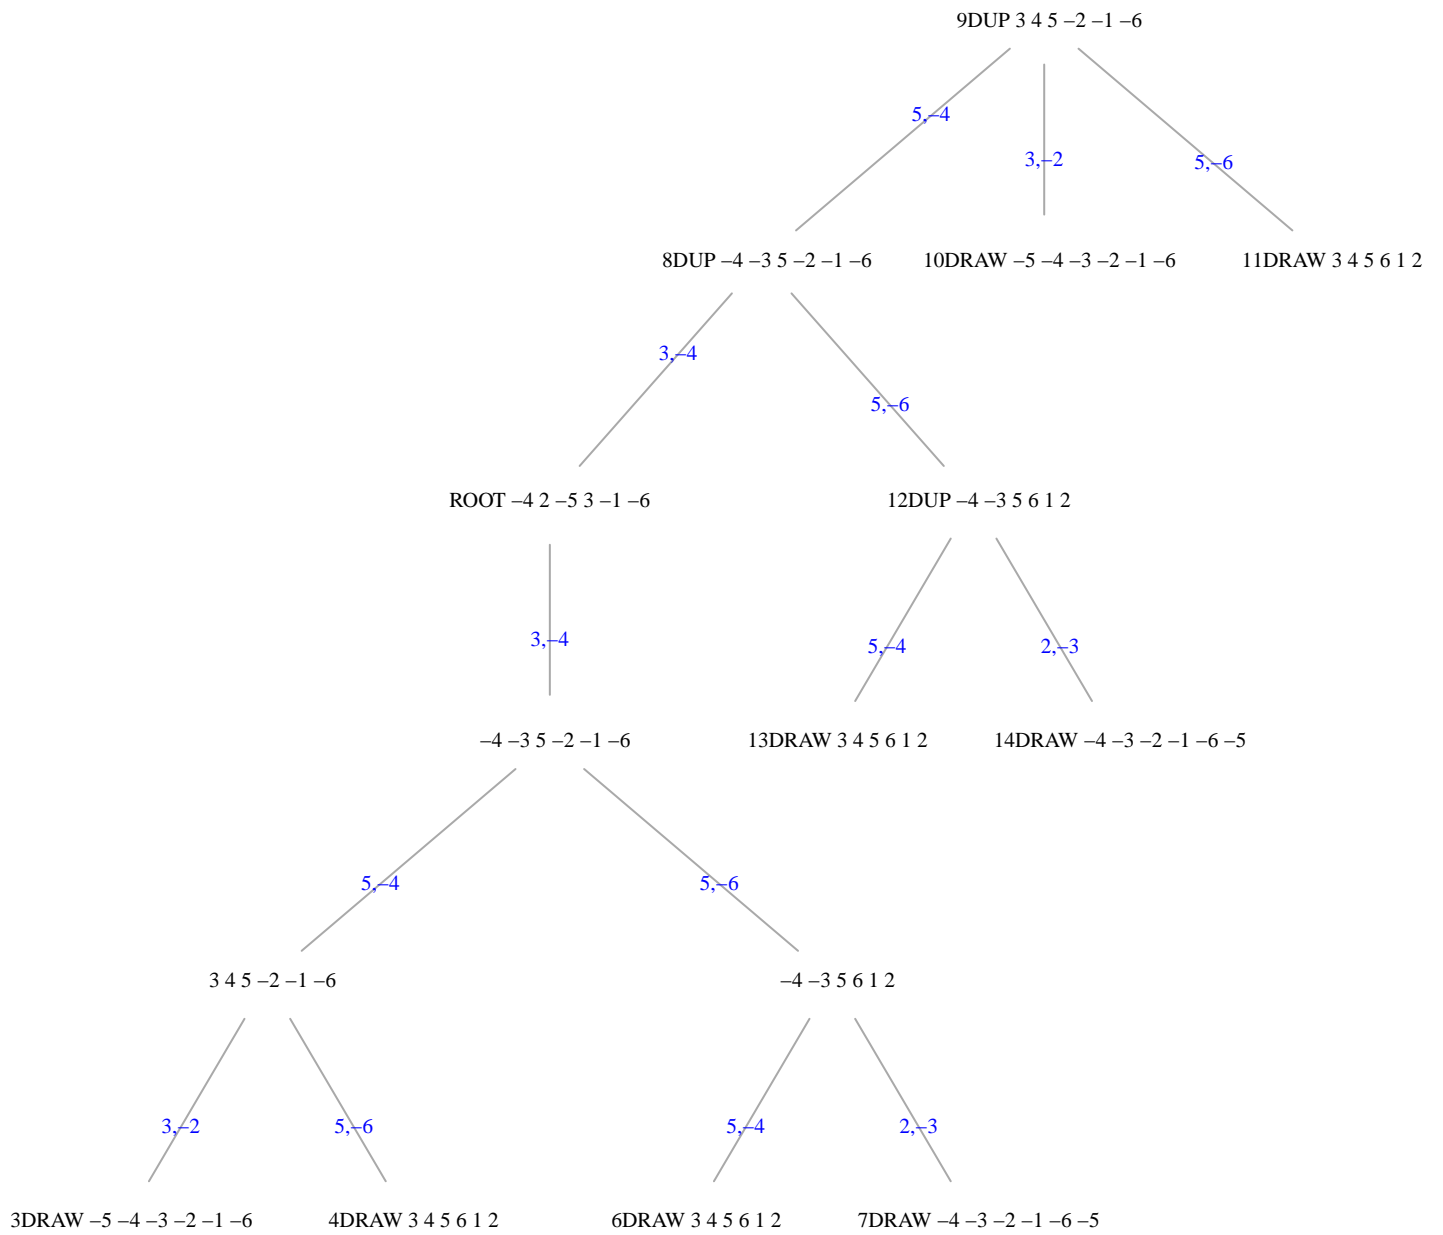 9DUP 3 4 5 –2 –1 –6
5,–4
3,–2
5,–6
8DUP –4 –3 5 –2 –1 –6
10DRAW –5 –4 –3 –2 –1 –6
11DRAW 3 4 5 6 1 2
3,–4
5,–6
ROOT –4 2 –5 3 –1 –6
12DUP –4 –3 5 6 1 2
3,–4
5,–4
2,–3
–4 –3 5 –2 –1 –6
13DRAW 3 4 5 6 1 2
14DRAW –4 –3 –2 –1 –6 –5
5,–4
5,–6
3 4 5 –2 –1 –6
–4 –3 5 6 1 2
3,–2
5,–6
5,–4
2,–3
3DRAW –5 –4 –3 –2 –1 –6
4DRAW 3 4 5 6 1 2
6DRAW 3 4 5 6 1 2
7DRAW –4 –3 –2 –1 –6 –5